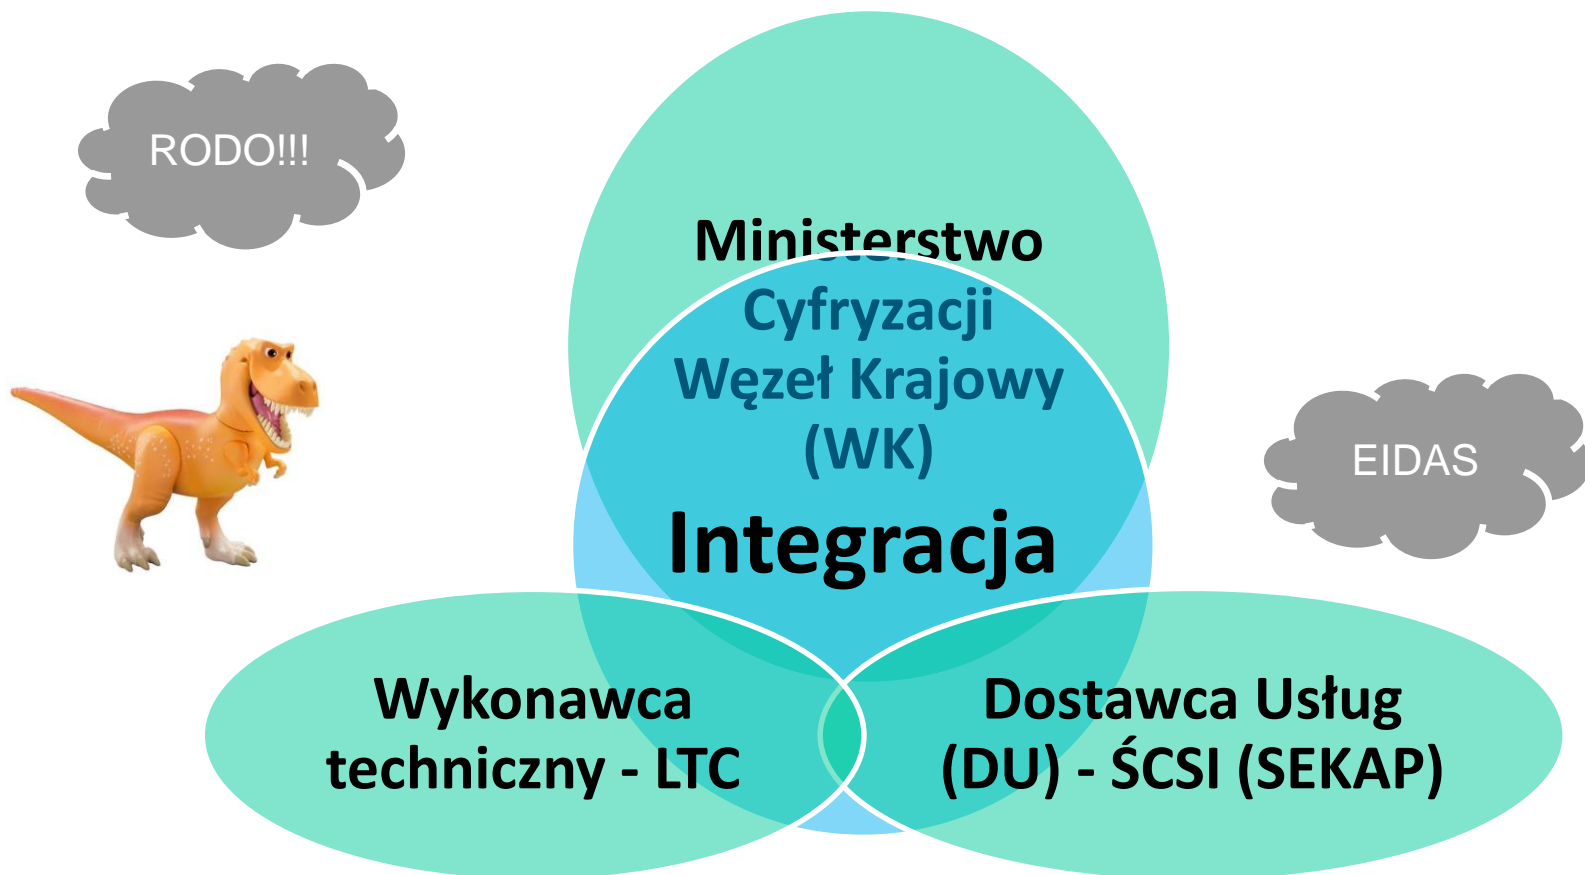 RODO!!!
Ministerstwo
Cyfryzacji
Węzeł Krajowy
(WK)
EIDAS
Integracja
Wykonawca
techniczny - LTC
Dostawca Usług
(DU) - ŚCSI (SEKAP)